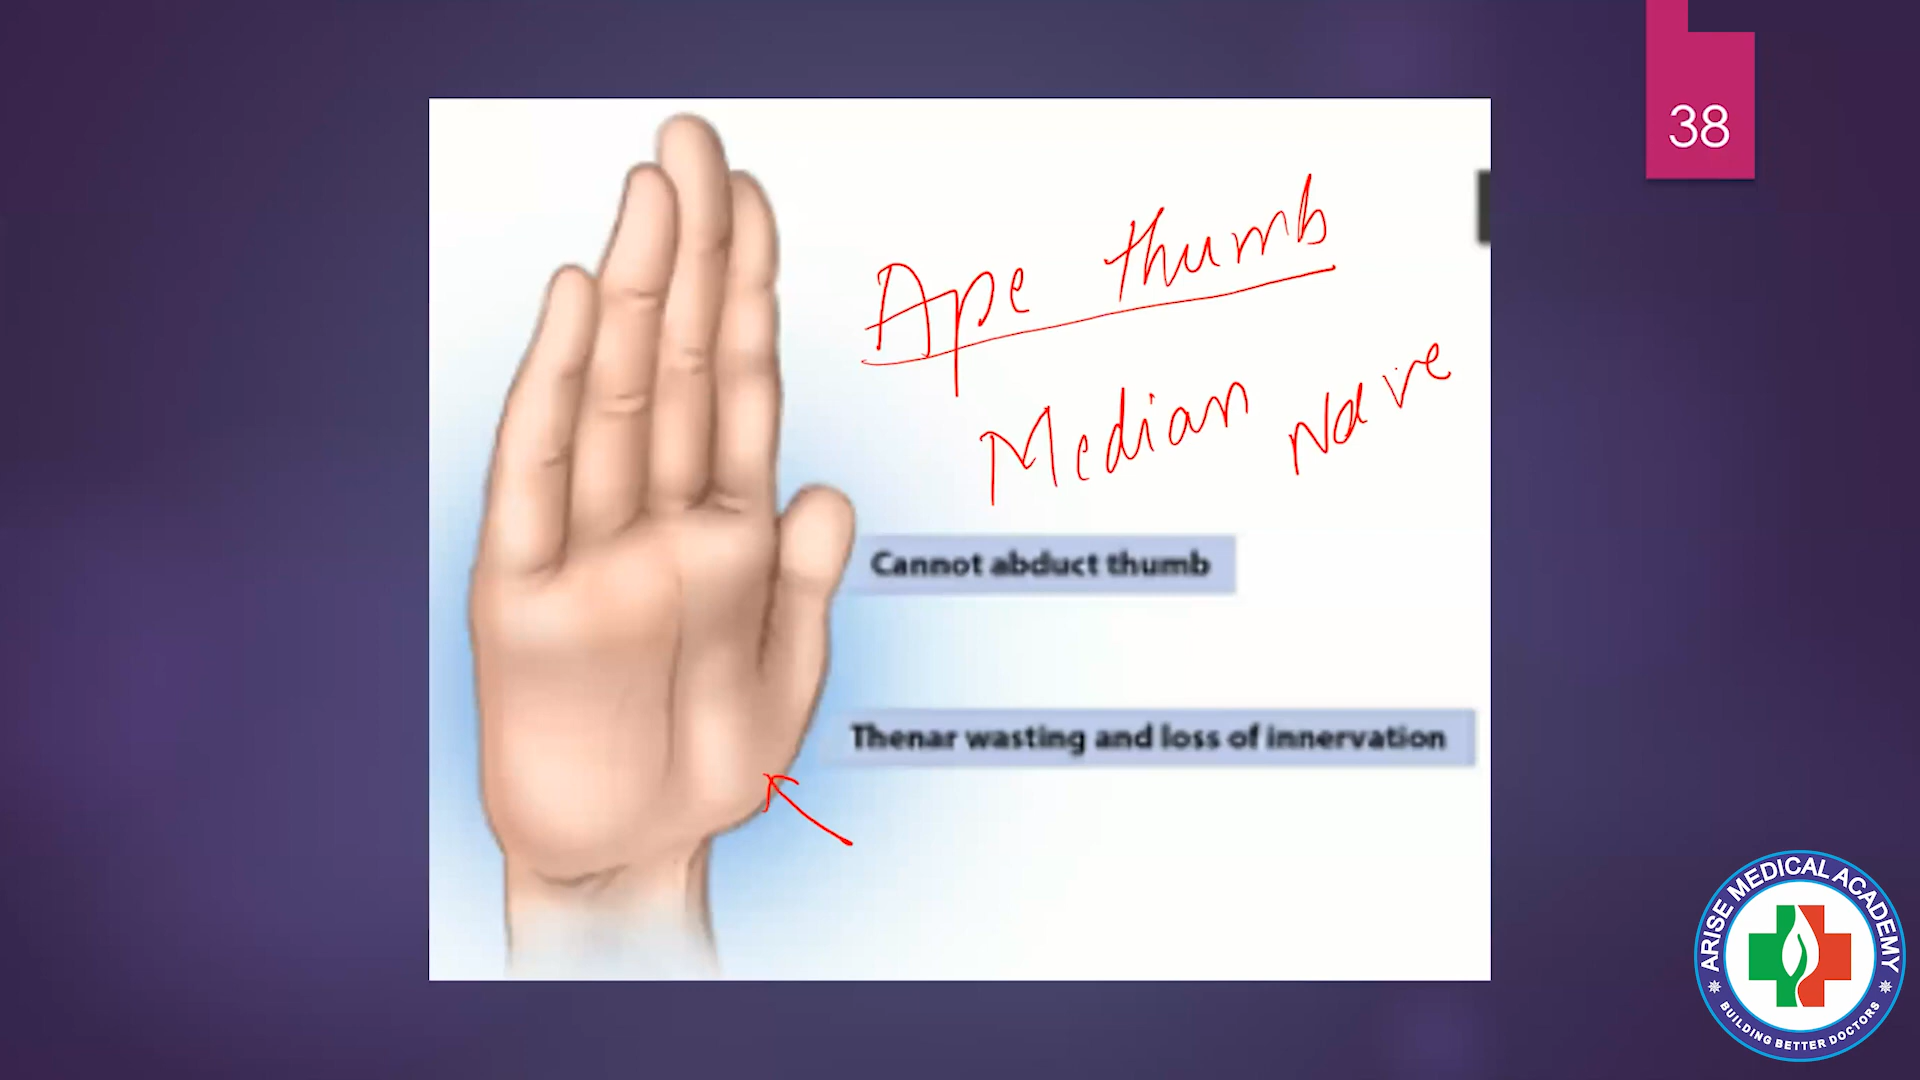 38
Ape thumb
Median Nerve
Cannot abduct thumb
Thenar wasting and loss of innervation
ARISE MEDICAL ACADEMY
BUILDING BETTER DOCTORS